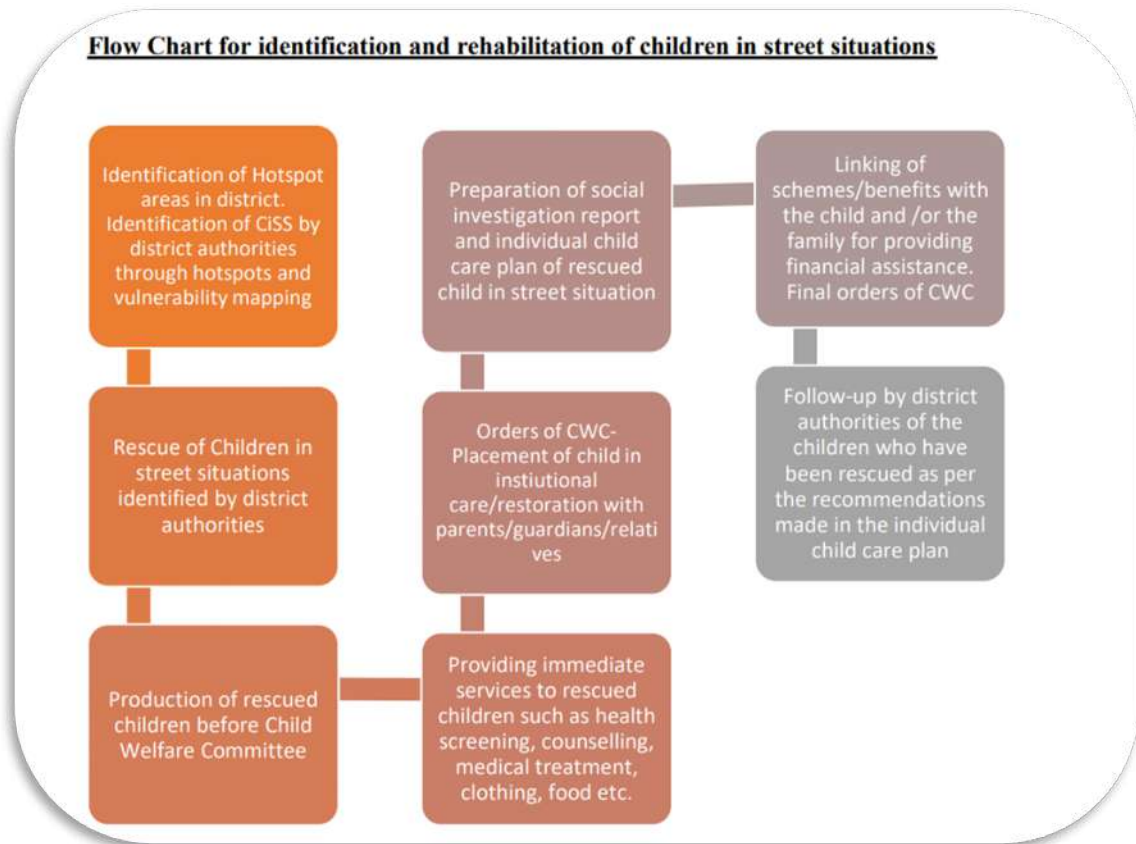 Flow Chart for identification and rehabilitation of children in street situations
Identification of Hotspot
areas in district.
Identification of CiSS by
district authorities
through hotspots and
vulnerability mapping
Rescue of Children in
street situations
identified by district
authorities
Production of rescued
children before Child
Welfare Committee
Providing immediate
services to rescued
children such as health
screening, counselling,
medical treatment,
clothing, food etc.
Orders of CWC-
Placement of child in
instiutional
care/restoration with
parents/guardians/relati
ves
Preparation of social
investigation report
and individual child
care plan of rescued
child in street situation
Linking of
schemes/benefits with
the child and /or the
family for providing
financial assistance.
Final orders of CWC
Follow-up by district
authorities of the
children who have
been rescued as per
the recommendations
made in the individual
child care plan